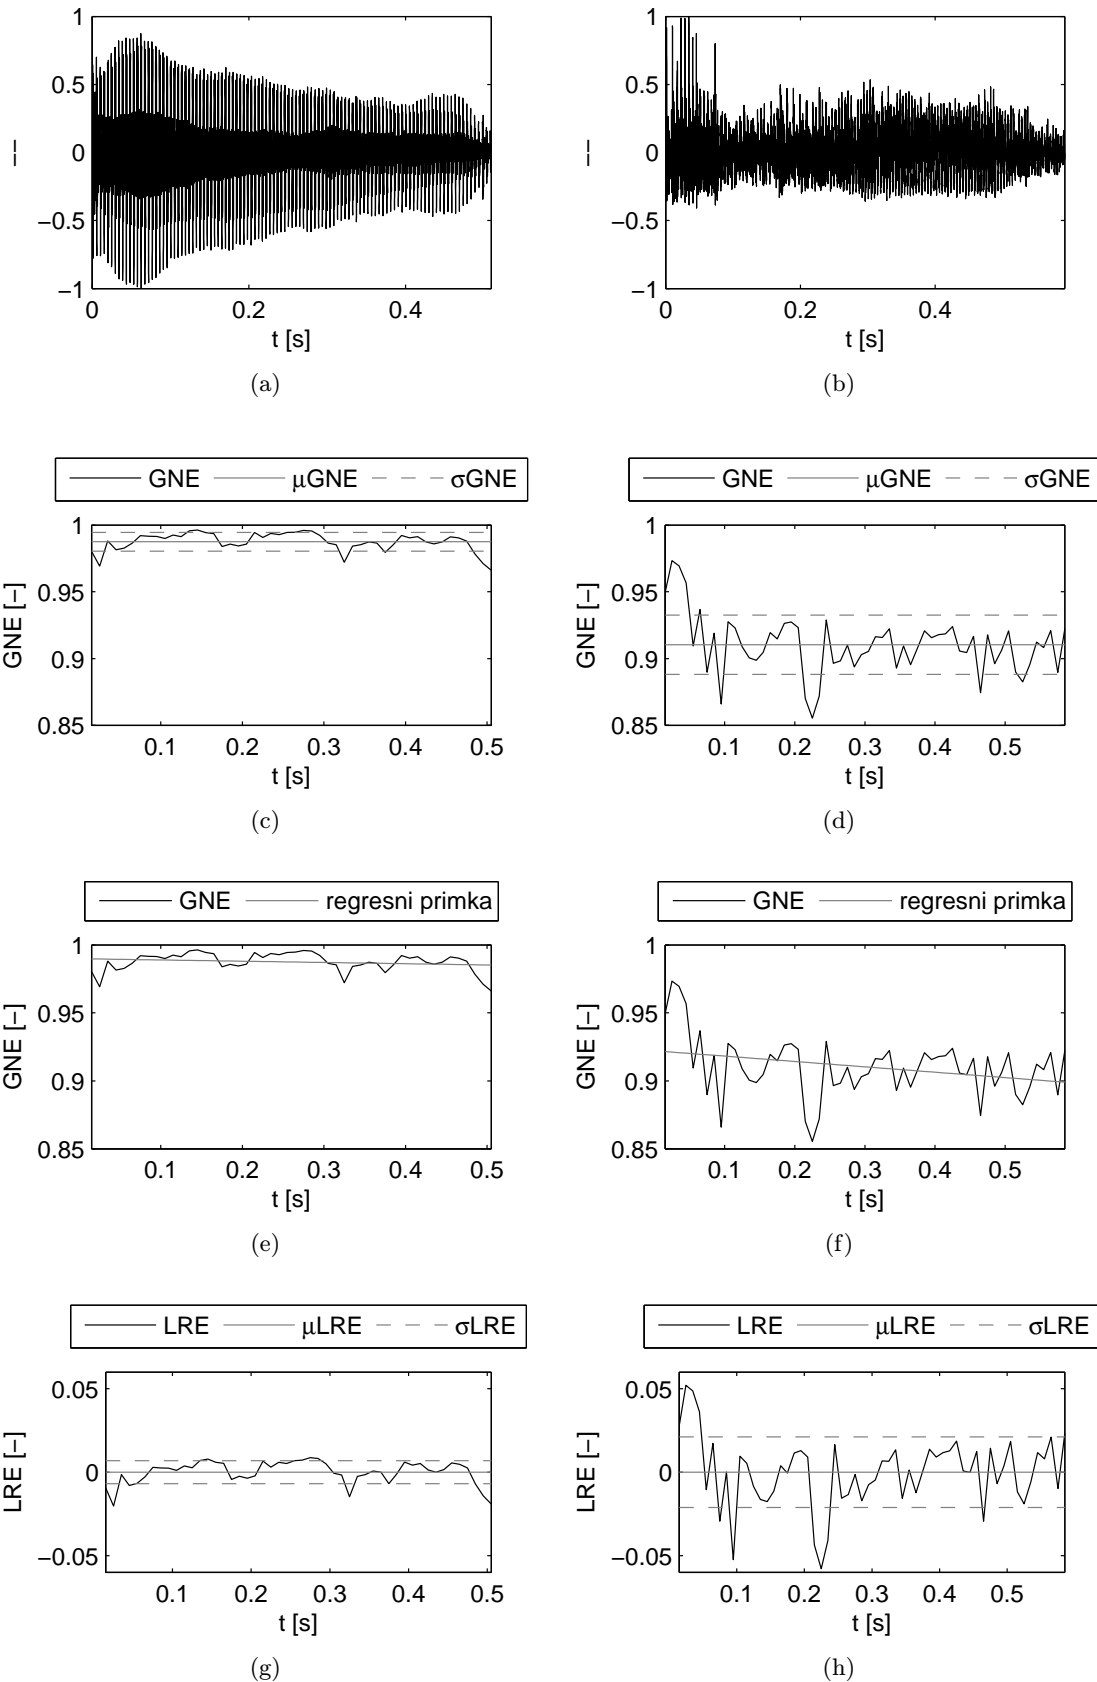 1
0.5
0
−0.5
−1
0 0.2 0.4
t [s]
(a)
1
0.5
0
−0.5
−1
0 0.2 0.4
t [s]
(b)
GNE μGNE σGNE
1
0.95
0.9
0.85
GNE [−]
0.1 0.2 0.3 0.4 0.5
t [s]
(c)
GNE μGNE σGNE
1
0.95
0.9
0.85
GNE [−]
0.1 0.2 0.3 0.4 0.5
t [s]
(d)
GNE regresni primka
1
0.95
0.9
0.85
GNE [−]
0.1 0.2 0.3 0.4 0.5
t [s]
(e)
GNE regresni primka
1
0.95
0.9
0.85
GNE [−]
0.1 0.2 0.3 0.4 0.5
t [s]
(f)
LRE μLRE σLRE
0.05
0
−0.05
LRE [−]
0.1 0.2 0.3 0.4 0.5
t [s]
(g)
LRE μLRE σLRE
0.05
0
−0.05
LRE [−]
0.1 0.2 0.3 0.4 0.5
t [s]
(h)